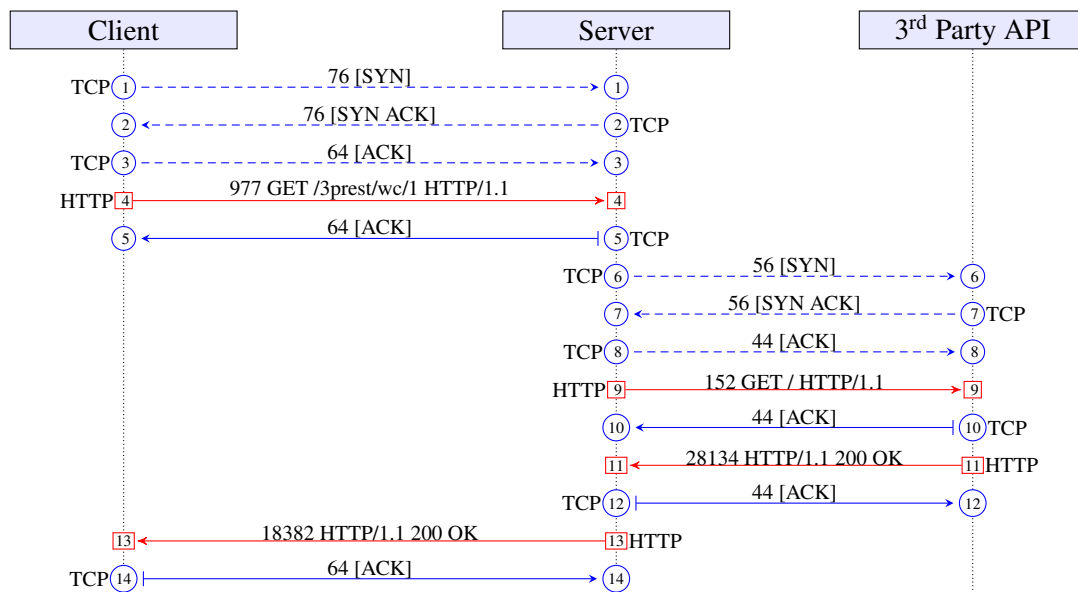 Client Server 3rd Party API
TCP 1 76 [SYN] 1
2 76 [SYN ACK] 2 TCP
TCP 3 64 [ACK] 3
HTTP 4 977 GET /3prest/wc/1 HTTP/1.1 4
5 64 [ACK] 5 TCP
TCP 6 56 [SYN] 6
7 56 [SYN ACK] 7 TCP
TCP 8 44 [ACK] 8
HTTP 9 152 GET / HTTP/1.1 9
10 44 [ACK] 10 TCP
11 28134 HTTP/1.1 200 OK 11 HTTP
TCP 12 44 [ACK] 12
13 18382 HTTP/1.1 200 OK 13 HTTP
TCP 14 64 [ACK] 14